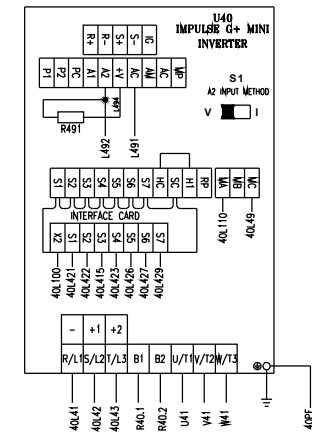 U40
IMPULSE G+ MINI
INVERTER
R+ R- S+ S- IG
P1 P2 PC A1 A2 +V AC AM AC MP
S1
A2 INPUT METHOD
V I
R491
L492 L494 L491
S1 S2 S3 S4 S5 S6 S7 HC SC H1 RP MA MB MC
INTERFACE CARD
X2 S1 S2 S3 S4 S5 S6 S7
40L100 40L421 40L422 40L415 40L423 40L426 40L427 40L429 40L110 40L49
- +1 +2
R/L1 S/L2 T/L3 B1 B2 U/T1 V/T2 W/T3
40L41 40L42 40L43 R40.1 R40.2 U41 V41 W41 40PE